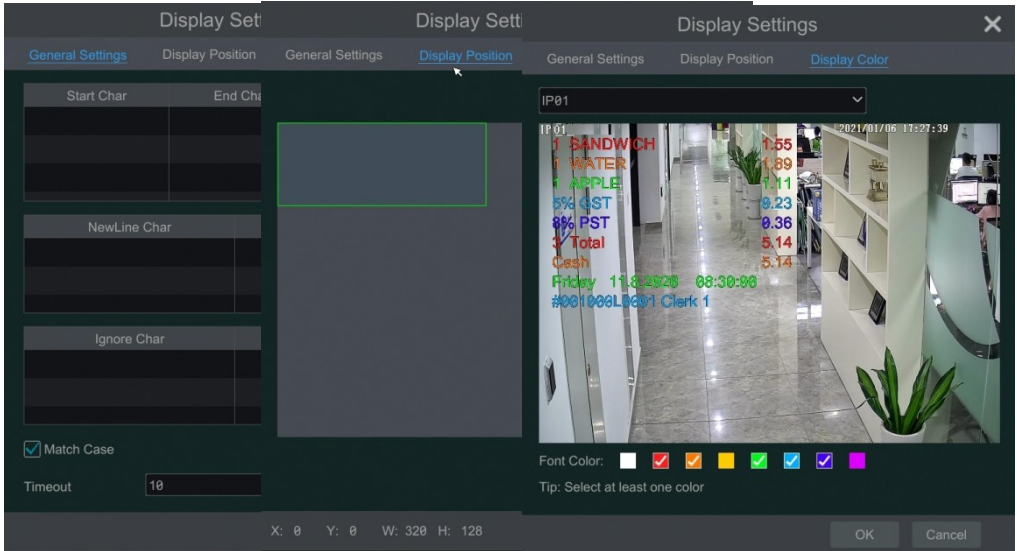 Display Set
General Settings Display Position
Start Char End Cha
NewLine Char
Ignore Char
Match Case
Timeout 10
Display Setti
General Settings Display Position
X: 0 Y: 0 W: 320 H: 128
Display Settings
General Settings Display Position Display Color
IP01
IP01 2021/01/06 17:27:39
1 SANDWICH 1.55
1 WATER 1.89
1 APPLE 1.11
5% GST 0.23
8% PST 0.36
3 Total 5.14
Cash 5.14
Friday 11.8.2020 08:30:00
#001000L0001 Clerk 1
Font Color:
Tip: Select at least one color
OK Cancel